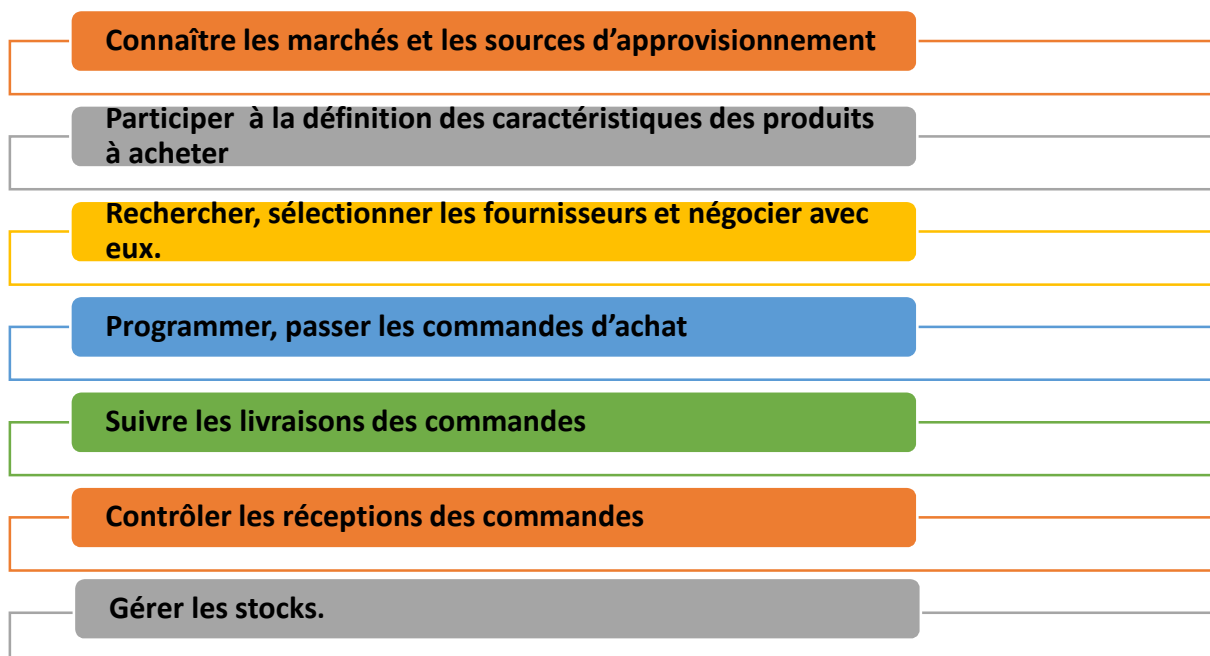 Connaître les marchés et les sources d’approvisionnement
Participer à la définition des caractéristiques des produits
à acheter
Rechercher, sélectionner les fournisseurs et négocier avec
eux.
Programmer, passer les commandes d’achat
Suivre les livraisons des commandes
Contrôler les réceptions des commandes
Gérer les stocks.